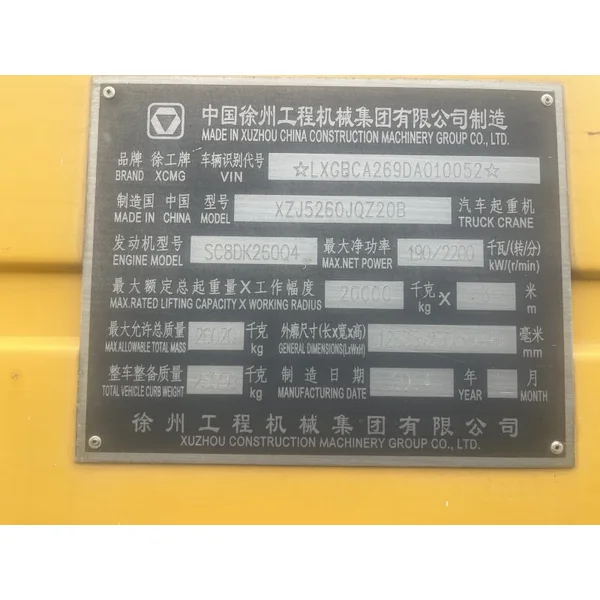 中国徐州工程机械集团有限公司制造
MADE IN XUZHOU CHINA CONSTRUCTION MACHINERY GROUP CO., LTD.
品牌 徐工牌 车辆识别代号 ☆LXGBCA269DA010052☆
BRAND XCMG VIN
制造国 中国 型号 XZJ5260JQZ20B 汽车起重机
MADE IN CHINA MODEL TRUCK CRANE
发动机型号 SC8DK260Q4 最大净功率 190/2200 千瓦/(转/分)
ENGINE MODEL MAX.NET POWER kW/(r/min)
最大额定总起重量×工作幅度 20000 千克 × 米
MAX.RATED LIFTING CAPACITY × WORKING RADIUS kg m
最大允许总质量 千克 外廓尺寸(长×宽×高) 毫米
MAX ALLOWABLE TOTAL MASS kg GENERAL DIMENSIONS(LxWxH) mm
整车整备质量 千克 制造日期 年 月
TOTAL VEHICLE CURB WEIGHT kg MANUFACTURING DATE YEAR MONTH
徐州工程机械集团有限公司
XUZHOU CONSTRUCTION MACHINERY GROUP CO., LTD.